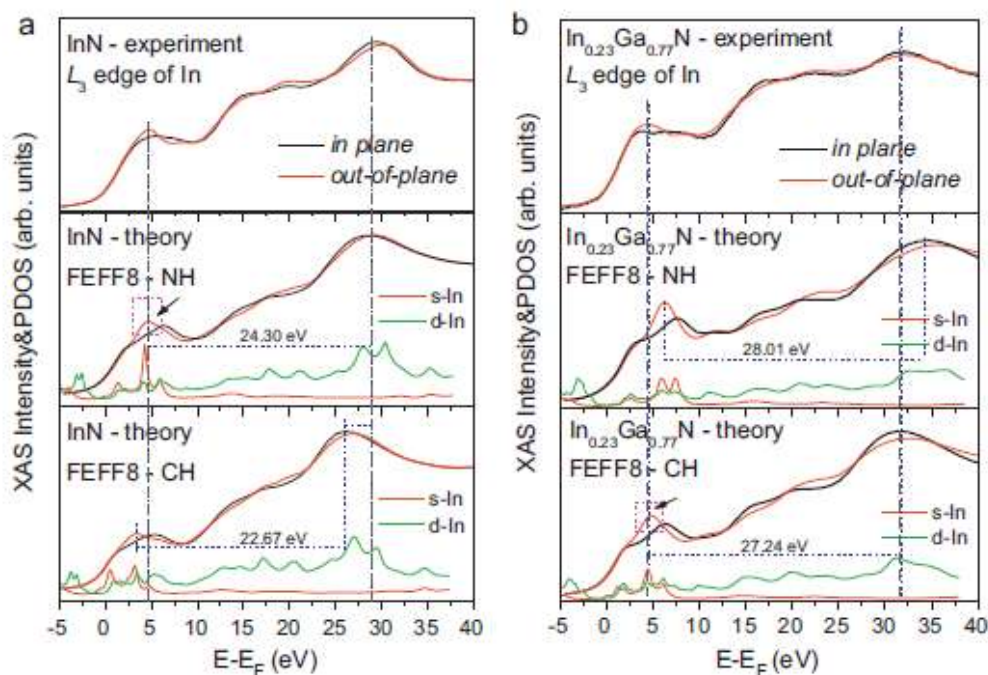 a
InN - experiment
L₃ edge of In
in plane
out-of-plane
InN - theory
FEFF8 - NH
s-In
d-In
24.30 eV
InN - theory
FEFF8 - CH
s-In
d-In
22.67 eV
-5 0 5 10 15 20 25 30 35 40
E-E_F (eV)
XAS Intensity&PDOS (arb. units)
b
In₀.₂₃Ga₀.₇₇N - experiment
L₃ edge of In
in plane
out-of-plane
In₀.₂₃Ga₀.₇₇N - theory
FEFF8 - NH
s-In
d-In
28.01 eV
In₀.₂₃Ga₀.₇₇N - theory
FEFF8 - CH
s-In
d-In
27.24 eV
-5 0 5 10 15 20 25 30 35 40
E-E_F (eV)
XAS Intensity&PDOS (arb. units)